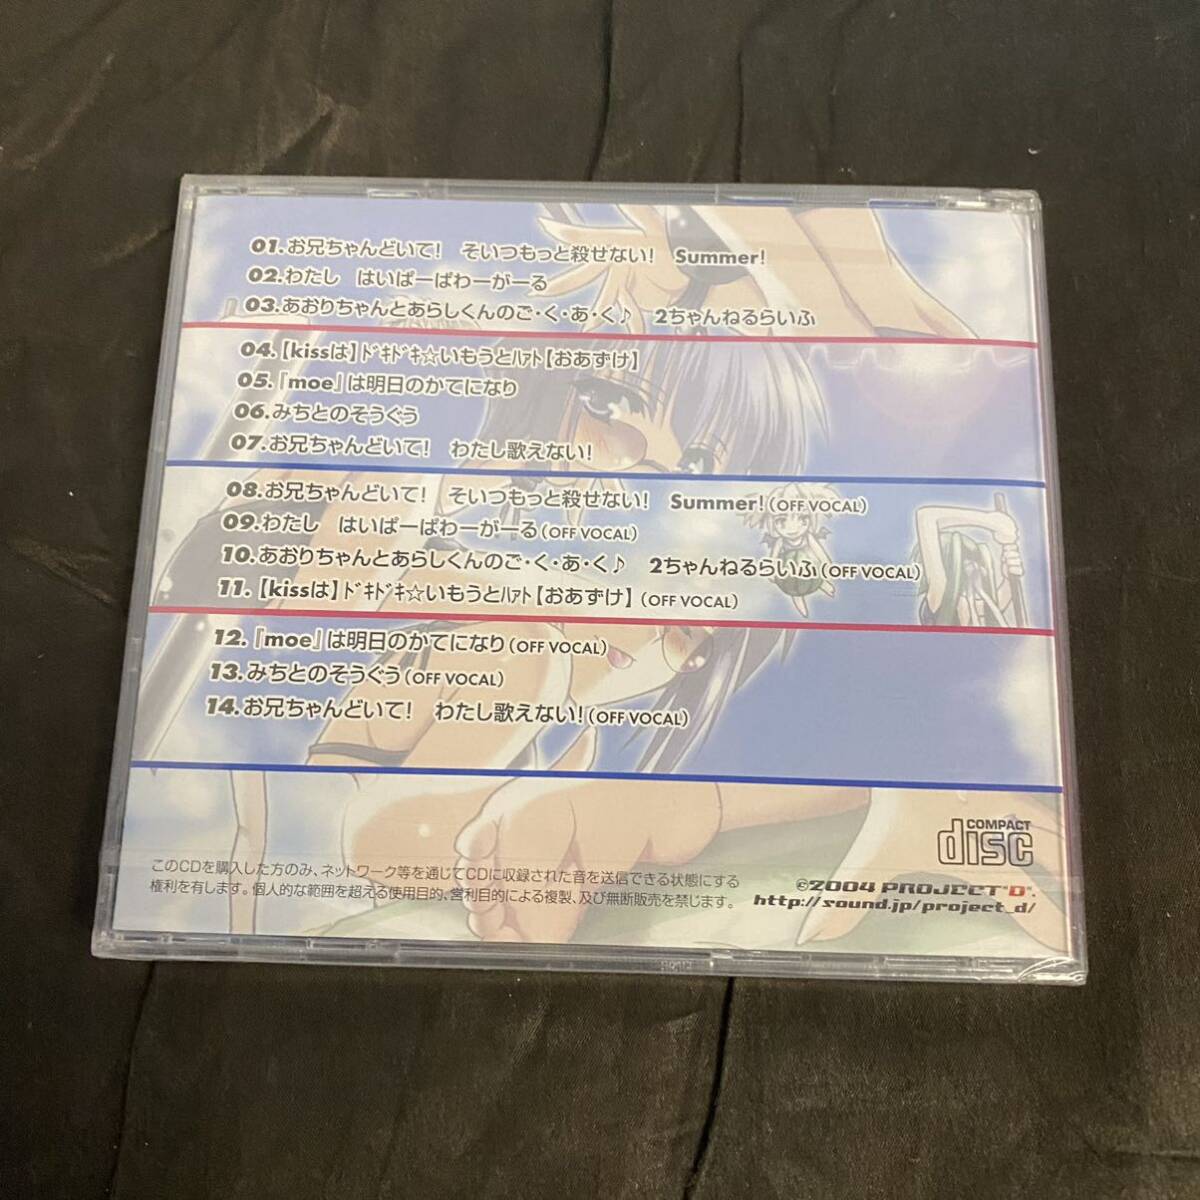 01.お兄ちゃんどいて!　そいつもっと殺せない!　Summer!
02.わたし　はいぱーぱわーがーる
03.あおりちゃんとあらしくんのご・く・あ・く♪　2ちゃんねるらいふ
04.【kissは】ﾄﾞｷﾄﾞｷ☆いもうとﾊｧﾄ【おあずけ】
05.『moe』は明日のかてになり
06.みちとのそうぐう
07.お兄ちゃんどいて!　わたし歌えない!
08.お兄ちゃんどいて!　そいつもっと殺せない!　Summer!(OFF VOCAL)
09.わたし　はいぱーぱわーがーる(OFF VOCAL)
10.あおりちゃんとあらしくんのご・く・あ・く♪　2ちゃんねるらいふ(OFF VOCAL)
11.【kissは】ﾄﾞｷﾄﾞｷ☆いもうとﾊｧﾄ【おあずけ】(OFF VOCAL)
12.『moe』は明日のかてになり(OFF VOCAL)
13.みちとのそうぐう(OFF VOCAL)
14.お兄ちゃんどいて!　わたし歌えない!(OFF VOCAL)
COMPACT
disc
このCDを購入した方のみ、ネットワーク等を通じてCDに収録された音を送信できる状態にする
権利を有します。個人的な範囲を超える使用目的、営利目的による複製、及び無断販売を禁じます。
©2004 PROJECT"D".
http://sound.jp/project_d/